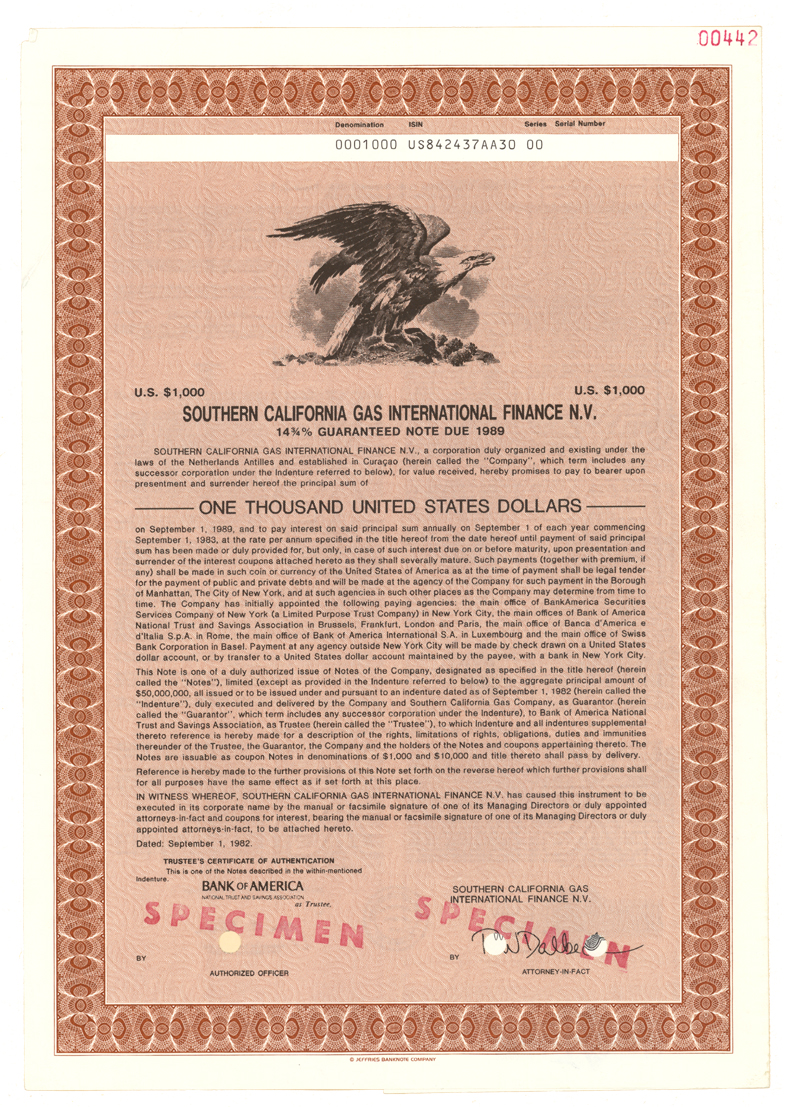 00442
Denomination ISIN Series Serial Number
0001000 US842437AA30 00
U.S. $1,000 U.S. $1,000
SOUTHERN CALIFORNIA GAS INTERNATIONAL FINANCE N.V.
14¾% GUARANTEED NOTE DUE 1989
SOUTHERN CALIFORNIA GAS INTERNATIONAL FINANCE N.V., a corporation duly organized and existing under the
laws of the Netherlands Antilles and established in Curaçao (herein called the "Company", which term includes any
successor corporation under the Indenture referred to below), for value received, hereby promises to pay to bearer upon
presentment and surrender hereof the principal sum of
ONE THOUSAND UNITED STATES DOLLARS
on September 1, 1989, and to pay interest on said principal sum annually on September 1 of each year commencing
September 1, 1983, at the rate per annum specified in the title hereof from the date hereof until payment of said principal
sum has been made or duly provided for, but only, in case of such interest due on or before maturity, upon presentation and
surrender of the interest coupons attached hereto as they shall severally mature. Such payments (together with premium, if
any) shall be made in such coin or currency of the United States of America as at the time of payment shall be legal tender
for the payment of public and private debts and will be made at the agency of the Company for such payment in the Borough
of Manhattan, The City of New York, and at such agencies in such other places as the Company may determine from time to
time. The Company has initially appointed the following paying agencies: the main office of BankAmerica Securities
Services Company of New York (a Limited Purpose Trust Company) in New York City, the main offices of Bank of America
National Trust and Savings Association in Brussels, Frankfurt, London and Paris, the main office of Banca d'America e
d'Italia S.p.A. in Rome, the main office of Bank of America International S.A. in Luxembourg and the main office of Swiss
Bank Corporation in Basel. Payment at any agency outside New York City will be made by check drawn on a United States
dollar account, or by transfer to a United States dollar account maintained by the payee, with a bank in New York City.
This Note is one of a duly authorized issue of Notes of the Company, designated as specified in the title hereof (herein
called the "Notes"), limited (except as provided in the Indenture referred to below) to the aggregate principal amount of
$50,000,000, all issued or to be issued under and pursuant to an indenture dated as of September 1, 1982 (herein called the
"Indenture"), duly executed and delivered by the Company and Southern California Gas Company, as Guarantor (herein
called the "Guarantor", which term includes any successor corporation under the Indenture), to Bank of America National
Trust and Savings Association, as Trustee (herein called the "Trustee"), to which Indenture and all indentures supplemental
thereto reference is hereby made for a description of the rights, limitations of rights, obligations, duties and immunities
thereunder of the Trustee, the Guarantor, the Company and the holders of the Notes and coupons appertaining thereto. The
Notes are issuable as coupon Notes in denominations of $1,000 and $10,000 and title thereto shall pass by delivery.
Reference is hereby made to the further provisions of this Note set forth on the reverse hereof which further provisions shall
for all purposes have the same effect as if set forth at this place.
IN WITNESS WHEREOF, SOUTHERN CALIFORNIA GAS INTERNATIONAL FINANCE N.V. has caused this instrument to be
executed in its corporate name by the manual or facsimile signature of one of its Managing Directors or duly appointed
attorneys-in-fact and coupons for interest, bearing the manual or facsimile signature of one of its Managing Directors or duly
appointed attorneys-in-fact, to be attached hereto.
Dated: September 1, 1982.
TRUSTEE'S CERTIFICATE OF AUTHENTICATION
This is one of the Notes described in the within-mentioned
Indenture.
BANK OF AMERICA
NATIONAL TRUST AND SAVINGS ASSOCIATION
as Trustee,
SPECIMEN
BY
AUTHORIZED OFFICER
SOUTHERN CALIFORNIA GAS
INTERNATIONAL FINANCE N.V.
SPECIMEN
BY
ATTORNEY-IN-FACT
© JEFFRIES BANKNOTE COMPANY